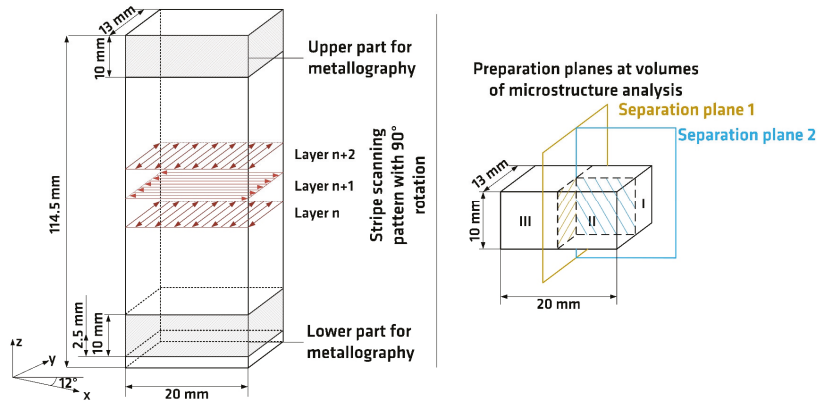 13 mm
10 mm
Upper part for
metallography
Layer n+2
Layer n+1
Layer n
Stripe scanning
pattern with 90°
rotation
114.5 mm
2.5 mm
10 mm
Lower part for
metallography
z
y
12°
x
20 mm
Preparation planes at volumes
of microstructure analysis
Separation plane 1
Separation plane 2
13 mm
10 mm
III
II
I
20 mm